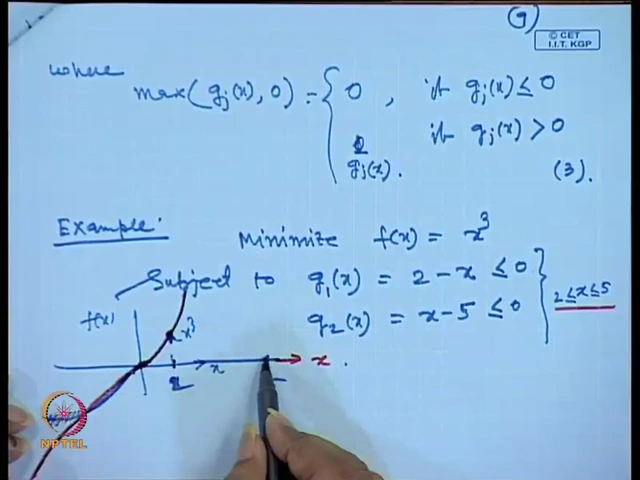 9
© CET
I.I.T. KGP
where
max(gj(x), 0) = { 0 , if gj(x) ≤ 0
if gj(x) > 0
gj(x). (3).
Example: Minimize f(x) = x³
Subject to g₁(x) = 2 - x ≤ 0
g₂(x) = x - 5 ≤ 0 } 2 ≤ x ≤ 5
f(x) x³
x x.
2
NPTEL